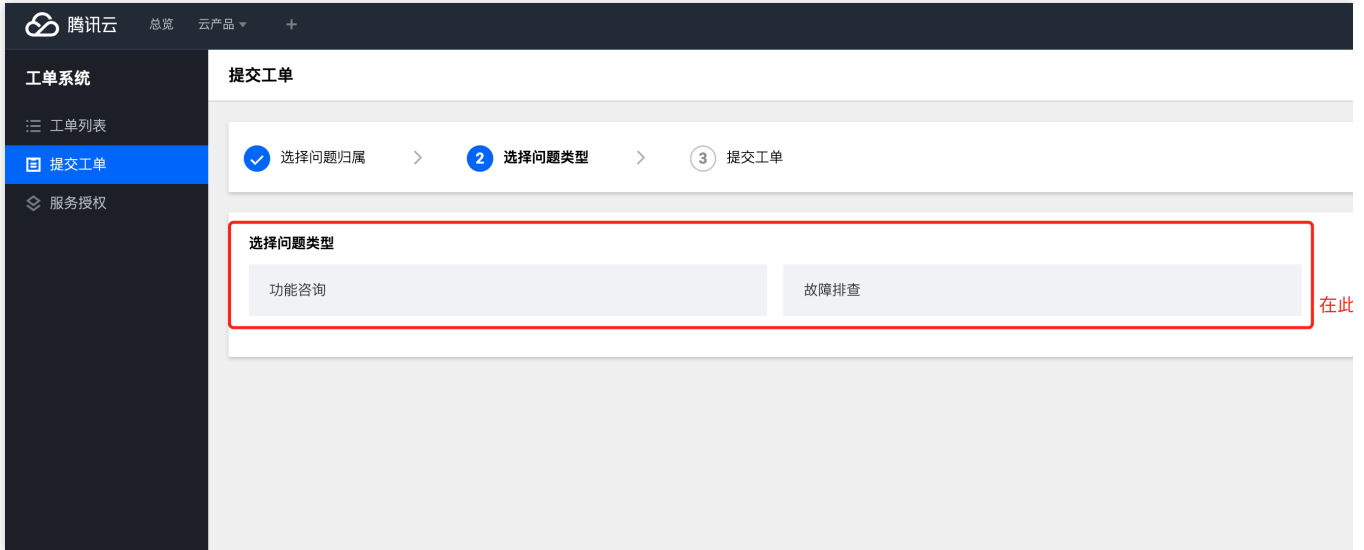 腾讯云 总览 云产品 +
工单系统
提交工单
工单列表
提交工单
服务授权
选择问题归属 > 2 选择问题类型 > 3 提交工单
选择问题类型
功能咨询 故障排查
在此